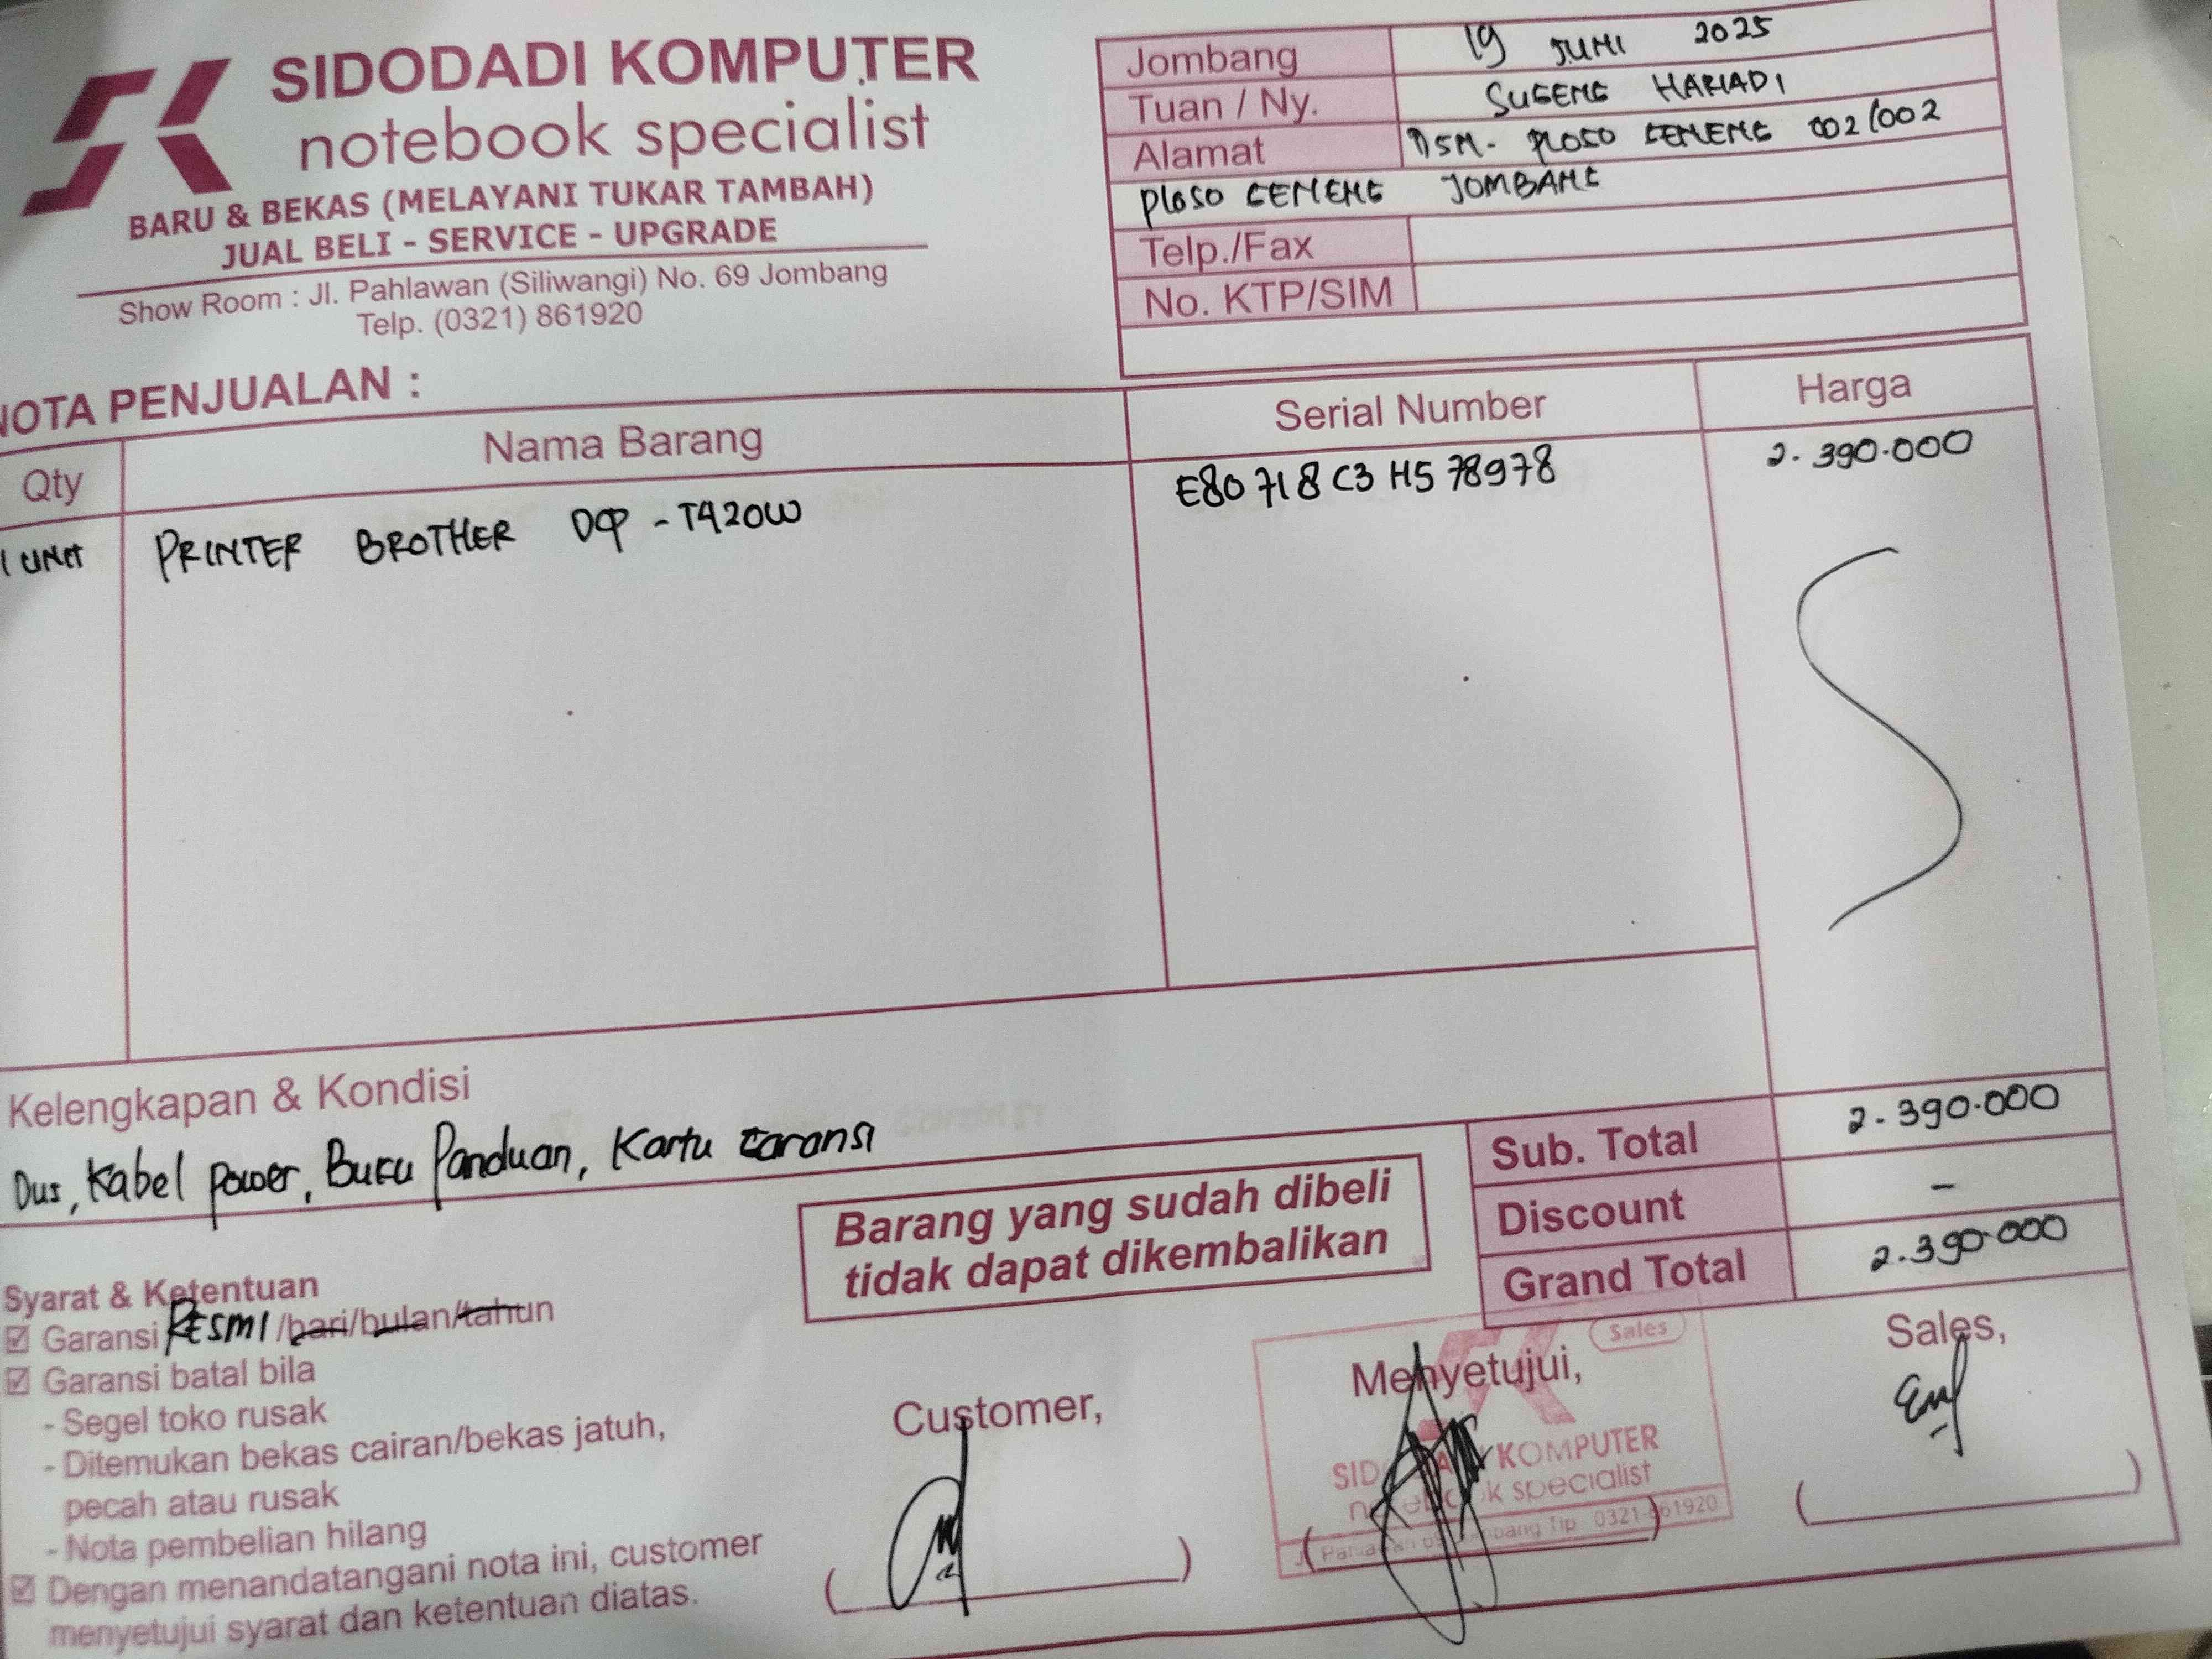 SIDODADI KOMPUTER
notebook specialist
BARU & BEKAS (MELAYANI TUKAR TAMBAH)
JUAL BELI - SERVICE - UPGRADE
Show Room : Jl. Pahlawan (Siliwangi) No. 69 Jombang
Telp. (0321) 861920
Jombang 19 JUNI 2025
Tuan / Ny. SUGENG HARIADI
Alamat DSN- PLOSO GENENG 002/002
PLOSO GENENG JOMBANG
Telp./Fax
No. KTP/SIM
NOTA PENJUALAN :
Qty Nama Barang Serial Number Harga
1 UNIT PRINTER BROTHER DCP - T420W E80718C3H578978 2.390.000
Kelengkapan & Kondisi
Dus, Kabel Power, Buku Panduan, Kartu Garansi
Sub. Total 2.390.000
Discount -
Grand Total 2.390.000
Barang yang sudah dibeli
tidak dapat dikembalikan
Syarat & Ketentuan
Garansi RESMI /hari/bulan/tahun
Garansi batal bila
- Segel toko rusak
- Ditemukan bekas cairan/bekas jatuh,
pecah atau rusak
- Nota pembelian hilang
Dengan menandatangani nota ini, customer
menyetujui syarat dan ketentuan diatas.
Customer,
Menyetujui,
Sales,
Sales
KOMPUTER
specialist
0321-861920